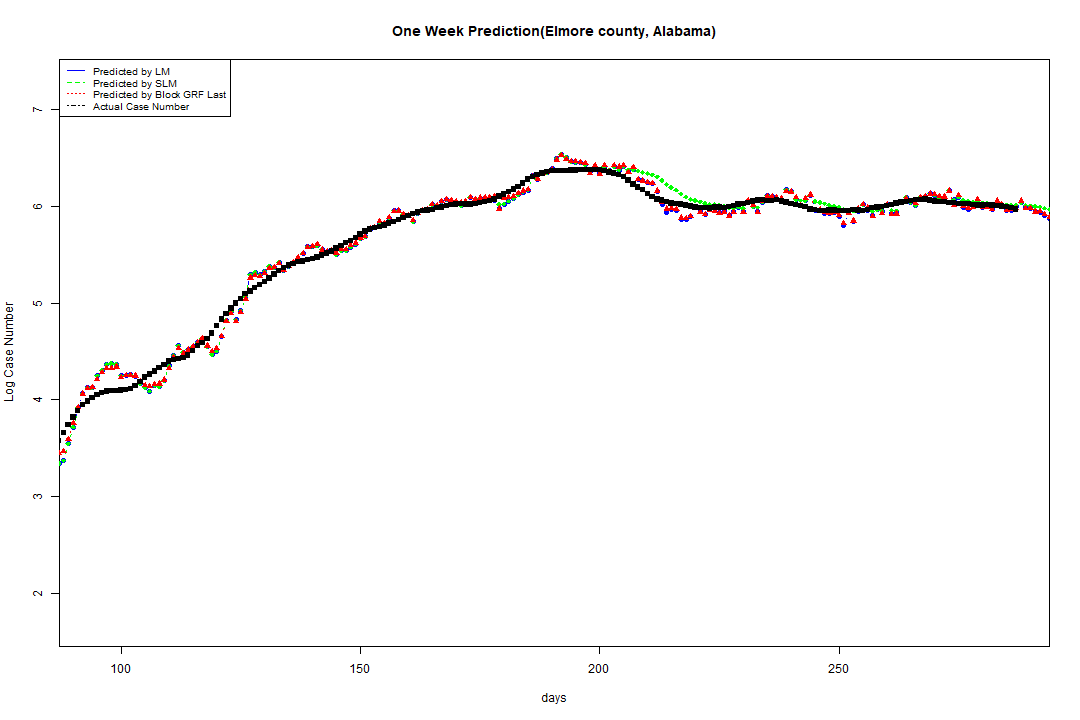 One Week Prediction(Elmore county, Alabama)
Predicted by LM
Predicted by SLM
Predicted by Block GRF Last
Actual Case Number
7
6
5
4
3
2
Log Case Number
100 150 200 250
days